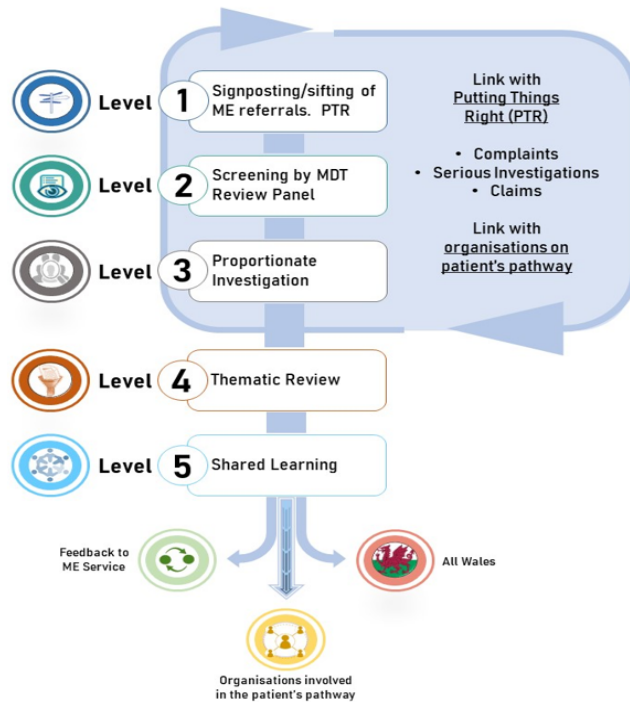 Level 1 Signposting/sifting of
ME referrals. PTR
Level 2 Screening by MDT
Review Panel
Level 3 Proportionate
Investigation
Link with
Putting Things
Right (PTR)
• Complaints
• Serious Investigations
• Claims
Link with
organisations on
patient's pathway
Level 4 Thematic Review
Level 5 Shared Learning
Feedback to
ME Service
All Wales
Organisations involved
in the patient's pathway